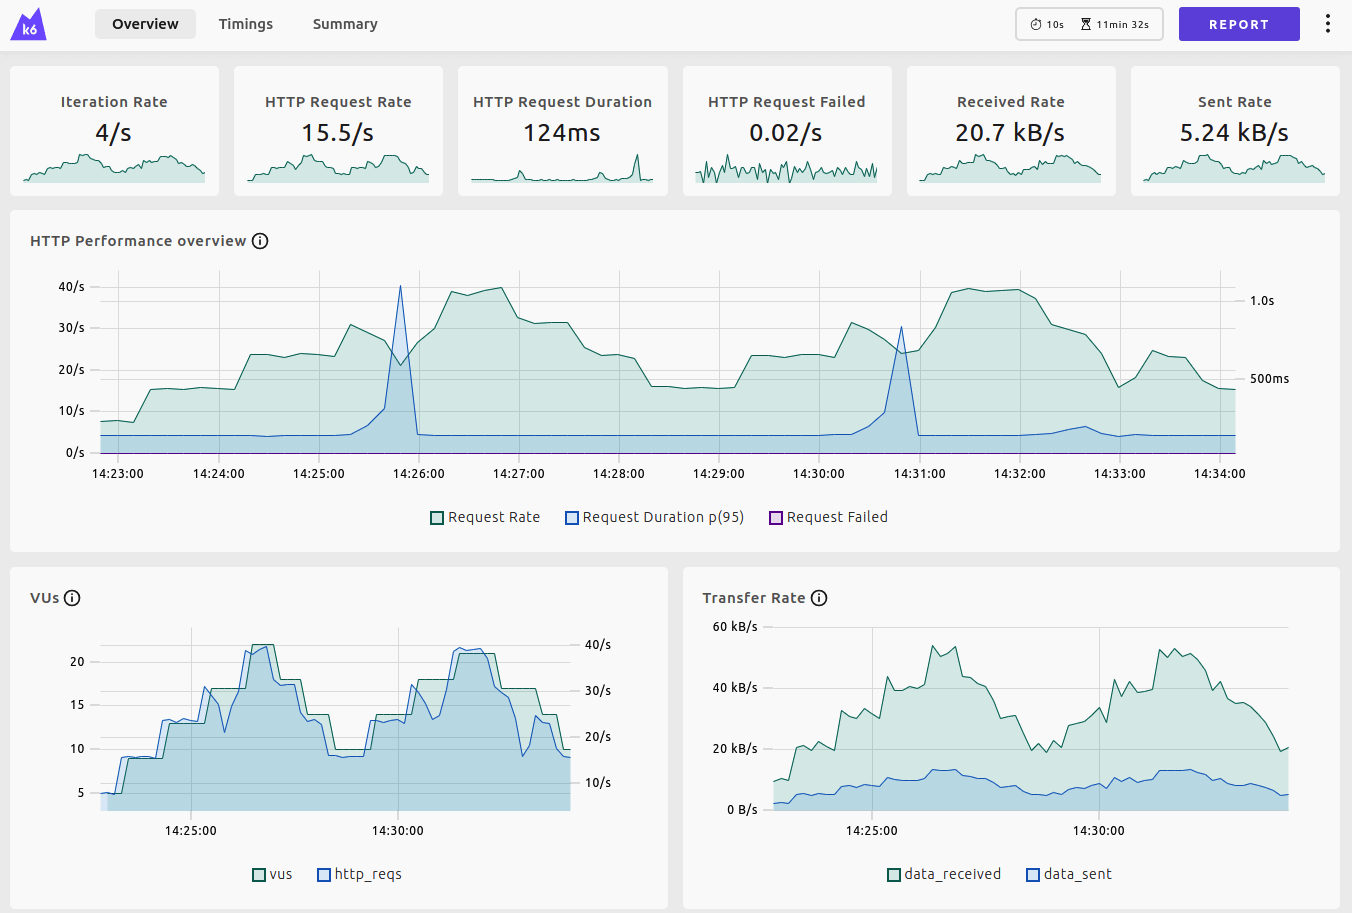 k6
Overview Timings Summary
10s 11min 32s
REPORT
Iteration Rate
4/s
HTTP Request Rate
15.5/s
HTTP Request Duration
124ms
HTTP Request Failed
0.02/s
Received Rate
20.7 kB/s
Sent Rate
5.24 kB/s
HTTP Performance overview
40/s
30/s
20/s
10/s
0/s
1.0s
500ms
14:23:00 14:24:00 14:25:00 14:26:00 14:27:00 14:28:00 14:29:00 14:30:00 14:31:00 14:32:00 14:33:00 14:34:00
Request Rate Request Duration p(95) Request Failed
VUs
20
15
10
5
40/s
30/s
20/s
10/s
14:25:00 14:30:00
vus http_reqs
Transfer Rate
60 kB/s
40 kB/s
20 kB/s
0 B/s
14:25:00 14:30:00
data_received data_sent